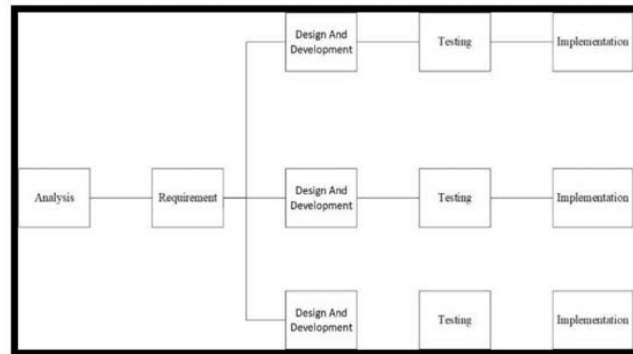 Design And
Development
Testing
Implementation
Analysis
Requirement
Design And
Development
Testing
Implementation
Design And
Development
Testing
Implementation